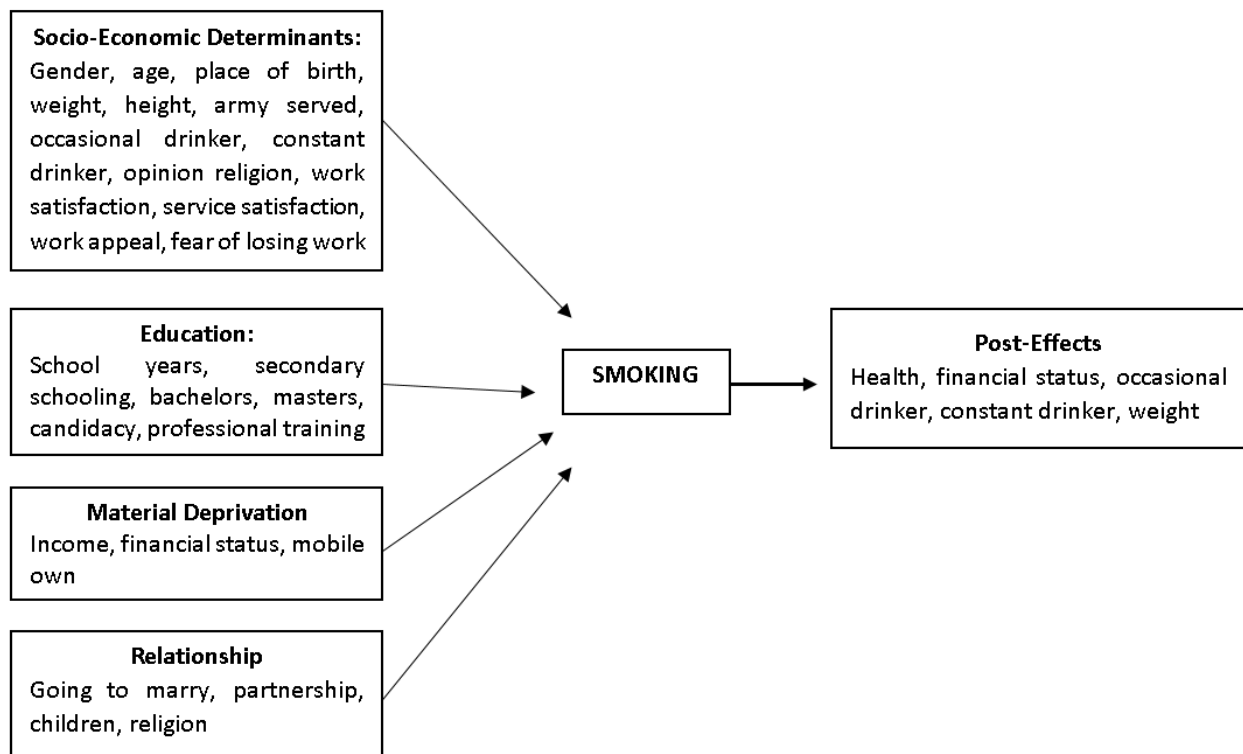 Socio-Economic Determinants:
Gender, age, place of birth,
weight, height, army served,
occasional drinker, constant
drinker, opinion religion, work
satisfaction, service satisfaction,
work appeal, fear of losing work
Education:
School years, secondary
schooling, bachelors, masters,
candidacy, professional training
Material Deprivation
Income, financial status, mobile
own
Relationship
Going to marry, partnership,
children, religion
SMOKING
Post-Effects
Health, financial status, occasional
drinker, constant drinker, weight